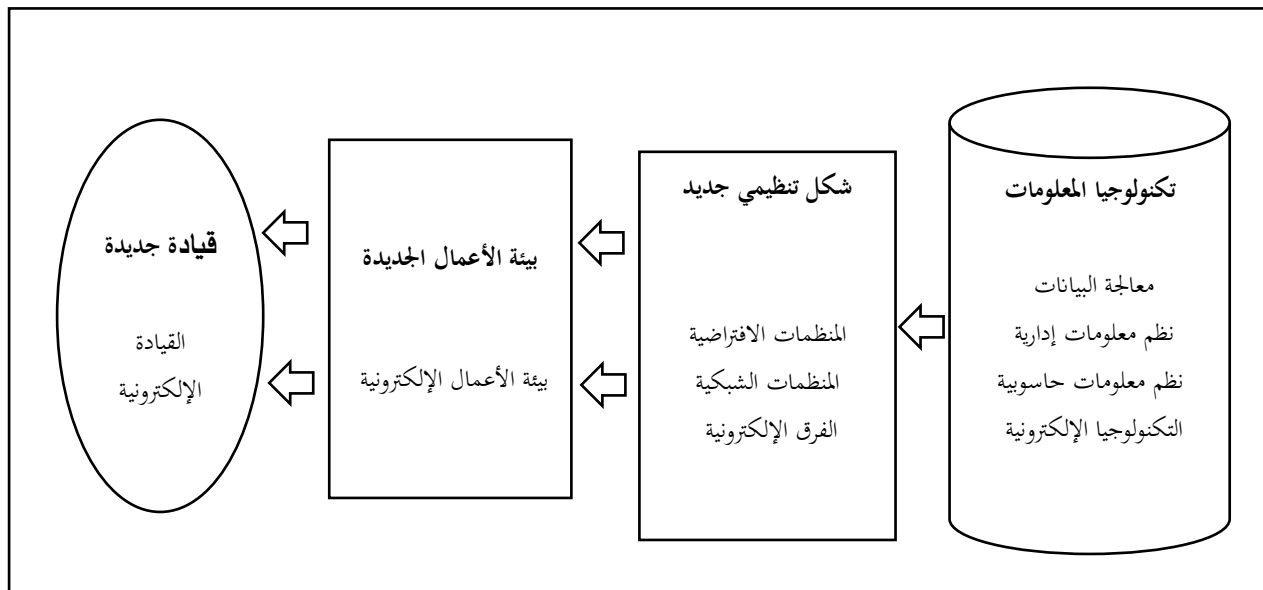 تكنولوجيا المعلومات
معالجة البيانات
نظم معلومات إدارية
نظم معلومات حاسوبية
التكنولوجيا الإلكترونية
شكل تنظيمي جديد
المنظمات الافتراضية
المنظمات الشبكية
الفرق الإلكترونية
بيئة الأعمال الجديدة
بيئة الأعمال الإلكترونية
قيادة جديدة
القيادة
الإلكترونية